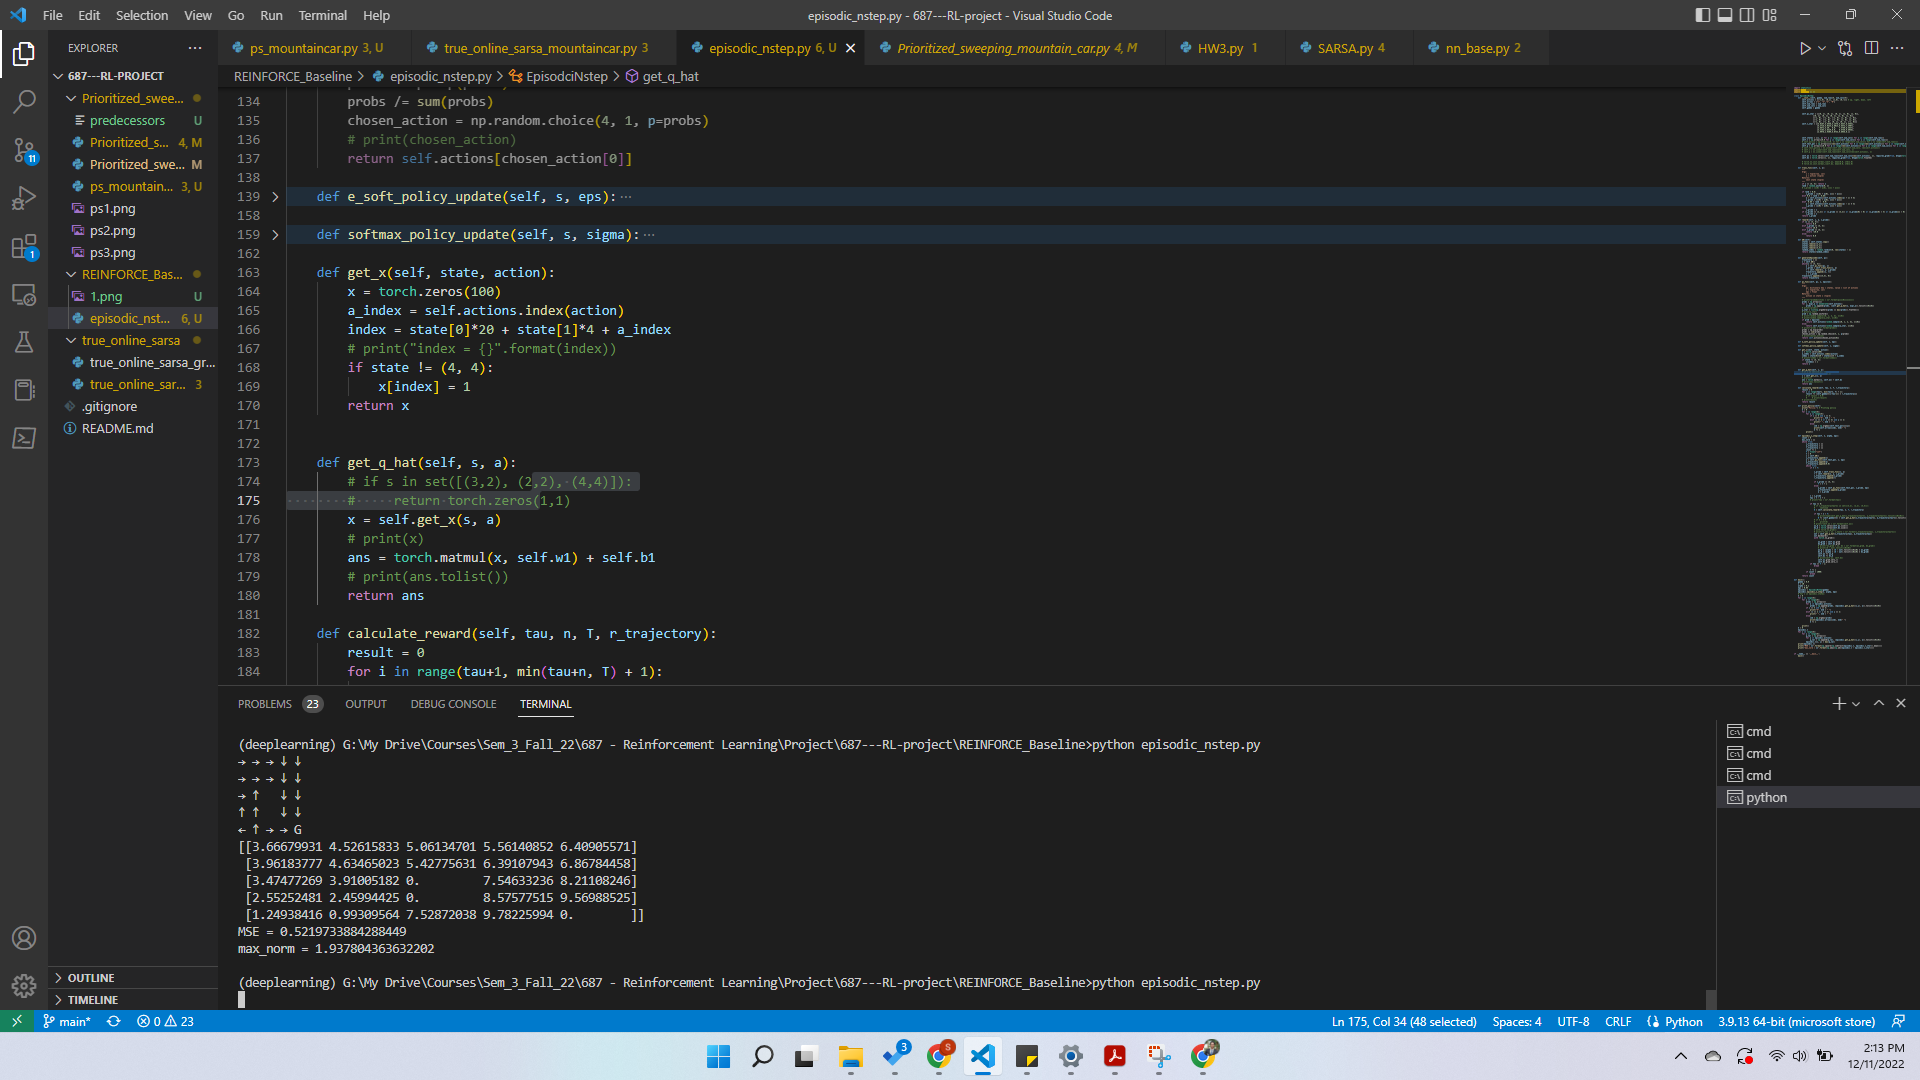 File Edit Selection View Go Run Terminal Help
episodic_nstep.py - 687---RL-project - Visual Studio Code
EXPLORER
ps_mountaincar.py 3, U
true_online_sarsa_mountaincar.py 3
episodic_nstep.py 6, U
Prioritized_sweeping_mountain_car.py 4, M
HW3.py 1
SARSA.py 4
nn_base.py 2
REINFORCE_Baseline > episodic_nstep.py > EpisodciNstep > get_q_hat
687---RL-PROJECT
Prioritized_swee...
predecessors U
Prioritized_s... 4, M
Prioritized_swe... M
ps_mountain... 3, U
ps1.png
ps2.png
ps3.png
REINFORCE_Bas...
1.png U
episodic_nst... 6, U
true_online_sarsa
true_online_sarsa_gr...
true_online_sar... 3
.gitignore
README.md
OUTLINE
TIMELINE
11
1
134 probs /= sum(probs)
135 chosen_action = np.random.choice(4, 1, p=probs)
136 # print(chosen_action)
137 return self.actions[chosen_action[0]]
138
139 def e_soft_policy_update(self, s, eps):···
158
159 def softmax_policy_update(self, s, sigma):···
162
163 def get_x(self, state, action):
164 x = torch.zeros(100)
165 a_index = self.actions.index(action)
166 index = state[0]*20 + state[1]*4 + a_index
167 # print("index = {}".format(index))
168 if state != (4, 4):
169 x[index] = 1
170 return x
171
172
173 def get_q_hat(self, s, a):
174 # if s in set([(3,2), (2,2), (4,4)]):
175 # return torch.zeros(1,1)
176 x = self.get_x(s, a)
177 # print(x)
178 ans = torch.matmul(x, self.w1) + self.b1
179 # print(ans.tolist())
180 return ans
181
182 def calculate_reward(self, tau, n, T, r_trajectory):
183 result = 0
184 for i in range(tau+1, min(tau+n, T) + 1):
PROBLEMS 23 OUTPUT DEBUG CONSOLE TERMINAL
(deeplearning) G:\My Drive\Courses\Sem_3_Fall_22\687 - Reinforcement Learning\Project\687---RL-project\REINFORCE_Baseline>python episodic_nstep.py
→ → → ↓ ↓
→ → → ↓ ↓
→ ↑   ↓ ↓
↑ ↑   ↓ ↓
← ↑ → → G
[[3.66679931 4.52615833 5.06134701 5.56140852 6.40905571]
[3.96183777 4.63465023 5.42775631 6.39107943 6.86784458]
[3.47477269 3.91005182 0. 7.54633236 8.21108246]
[2.55252481 2.45994425 0. 8.57577515 9.56988525]
[1.24938416 0.99309564 7.52872038 9.78225994 0. ]]
MSE = 0.5219733884288449
max_norm = 1.937804363632202
(deeplearning) G:\My Drive\Courses\Sem_3_Fall_22\687 - Reinforcement Learning\Project\687---RL-project\REINFORCE_Baseline>python episodic_nstep.py
cmd
cmd
cmd
python
main* 0 23
Ln 175, Col 34 (48 selected) Spaces: 4 UTF-8 CRLF Python 3.9.13 64-bit (microsoft store)
3
S
2:13 PM
12/11/2022